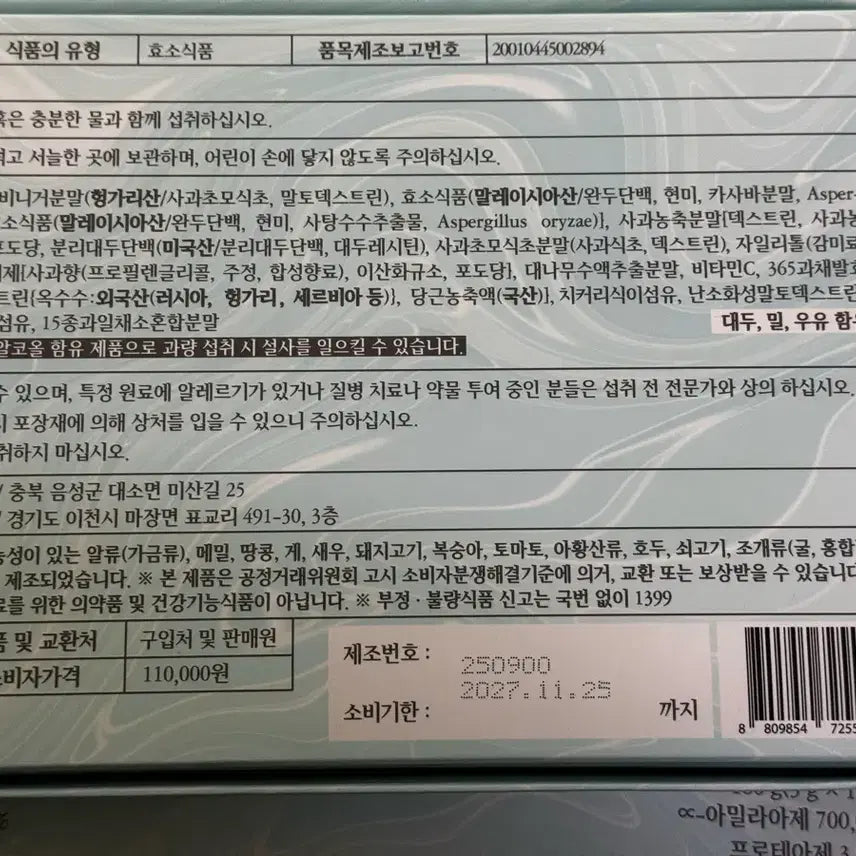 식품의 유형 효소식품 품목제조보고번호 20010445002894
혹은 충분한 물과 함께 섭취하십시오.
서늘한 곳에 보관하며, 어린이 손에 닿지 않도록 주의하십시오.
비니거분말(헝가리산/사과초모식초, 말토덱스트린), 효소식품(말레이시아산/완두단백, 현미, 카사바분말, Asper-
소식품(말레이시아산/완두단백, 현미, 사탕수수추출물, Aspergillus oryzae)], 사과농축분말[덱스트린, 사과농
포도당, 분리대두단백(미국산/분리대두단백, 대두레시틴), 사과초모식초분말(사과식초, 덱스트린), 자일리톨(감미료
제[사과향(프로필렌글리콜, 주정, 합성향료), 이산화규소, 포도당], 대나무수액추출분말, 비타민C, 365과채발효
트린{옥수수:외국산(러시아, 헝가리, 세르비아 등)}, 당근농축액(국산)], 치커리식이섬유, 난소화성말토덱스트린
섬유, 15종과일채소혼합분말
대두, 밀, 우유 함유
알코올 함유 제품으로 과량 섭취 시 설사를 일으킬 수 있습니다.
수 있으며, 특정 원료에 알레르기가 있거나 질병 치료나 약물 투여 중인 분들은 섭취 전 전문가와 상의 하십시오.
시 포장재에 의해 상처를 입을 수 있으니 주의하십시오.
취하지 마십시오.
/ 충북 음성군 대소면 미산길 25
/ 경기도 이천시 마장면 표교리 491-30, 3층
능성이 있는 알류(가금류), 메밀, 땅콩, 게, 새우, 돼지고기, 복숭아, 토마토, 아황산류, 호두, 쇠고기, 조개류(굴, 홍합
제조되었습니다. ※ 본 제품은 공정거래위원회 고시 소비자분쟁해결기준에 의거, 교환 또는 보상받을 수 있습니다
료를 위한 의약품 및 건강기능식품이 아닙니다. ※ 부정·불량식품 신고는 국번 없이 1399
품 및 교환처 구입처 및 판매원
소비자가격 110,000원
제조번호 : 250900
2027.11.25
소비기한 : 까지
8 809854 7255
∝-아밀라아제 700,
프로테아제 3